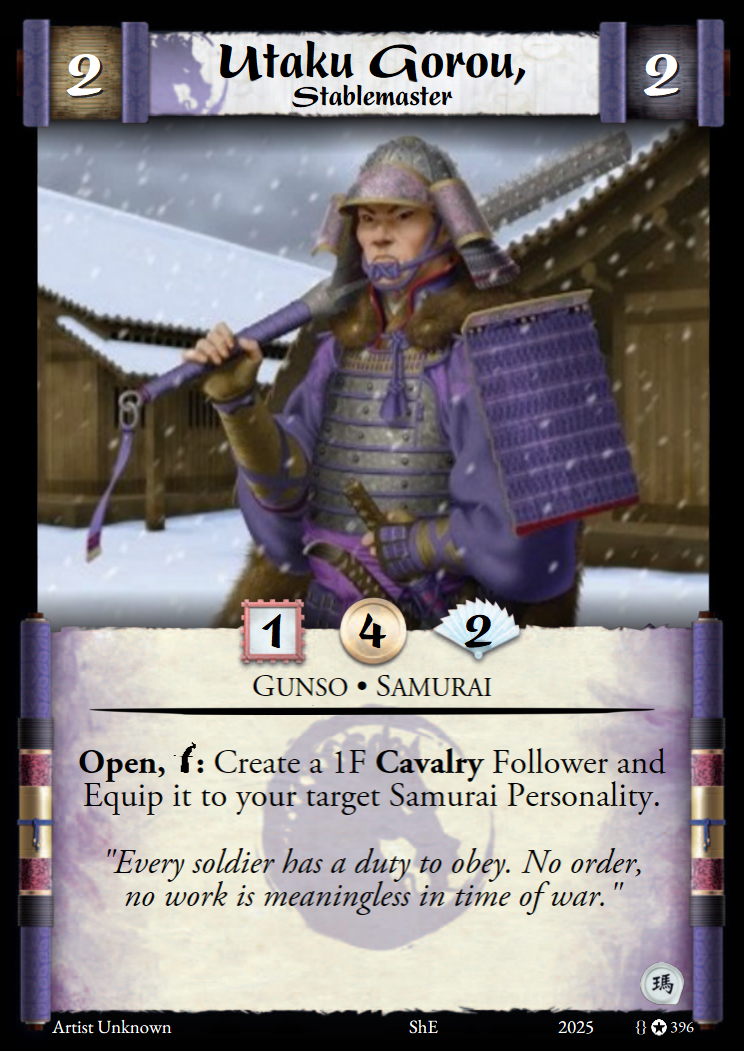 2
Utaku Gorou,
2
Stablemaster
1
4
2
Gunso • Samurai
Open, : Create a 1F Cavalry Follower and
Equip it to your target Samurai Personality.
"Every soldier has a duty to obey. No order,
no work is meaningless in time of war."
瑪
Artist Unknown ShE 2025 {} 396